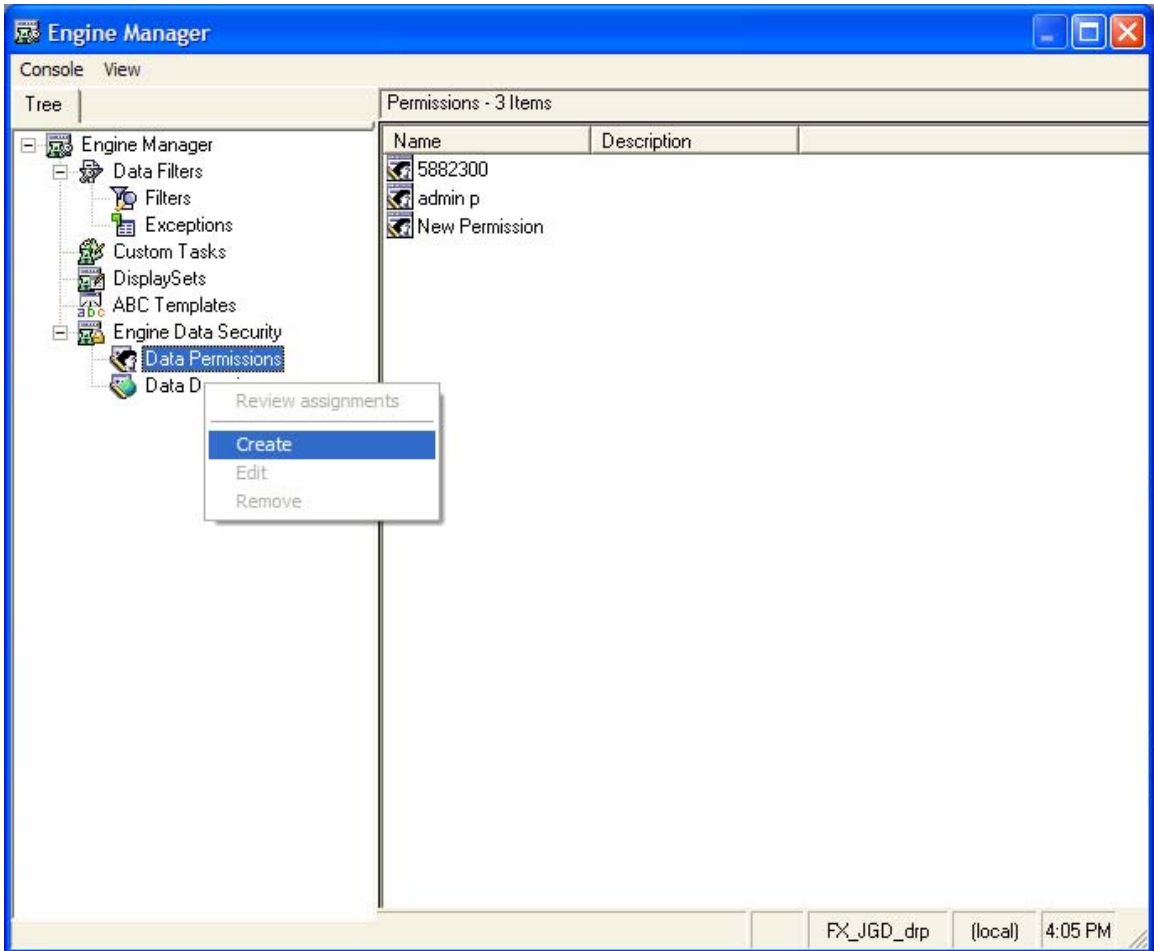 Engine Manager
Console View
Tree
Permissions - 3 Items
Name Description
Engine Manager
Data Filters
Filters
Exceptions
Custom Tasks
DisplaySets
abc ABC Templates
Engine Data Security
Data Permissions
Data D
5882300
admin p
New Permission
Review assignments
Create
Edit
Remove
FX_JGD_drp (local) 4:05 PM